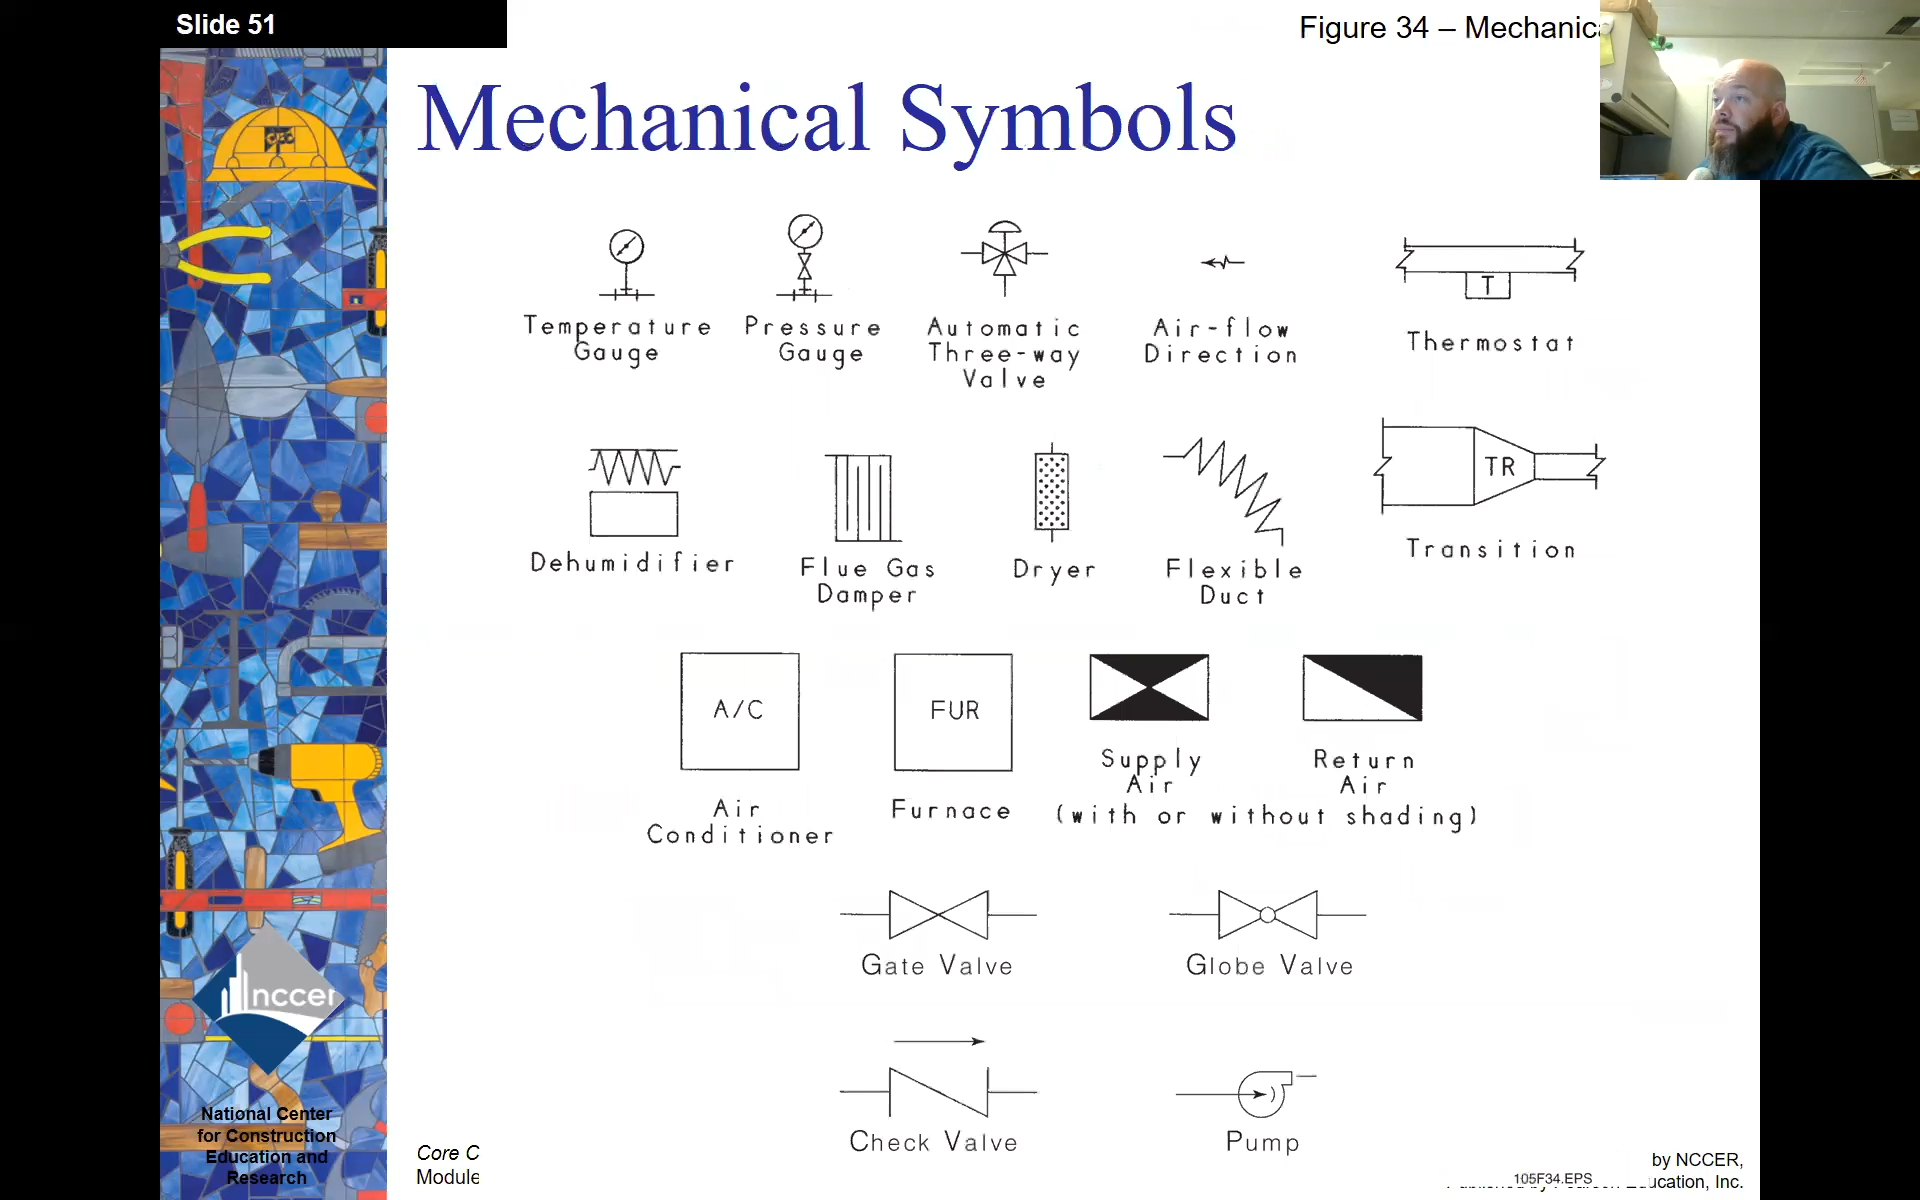 Slide 51
Figure 34 – Mechanic
Mechanical Symbols
Temperature
Gauge
Pressure
Gauge
Automatic
Three-way
Valve
Air-flow
Direction
T
Thermostat
Dehumidifier
Flue Gas
Damper
Dryer
Flexible
Duct
TR
Transition
A/C
Air
Conditioner
FUR
Furnace
Supply
Air
Return
Air
(with or without shading)
Gate Valve
Globe Valve
Check Valve
Pump
nccer
National Center
for Construction
Education and
Research
Core C
Module
105F34.EPS
by NCCER,
Education, Inc.